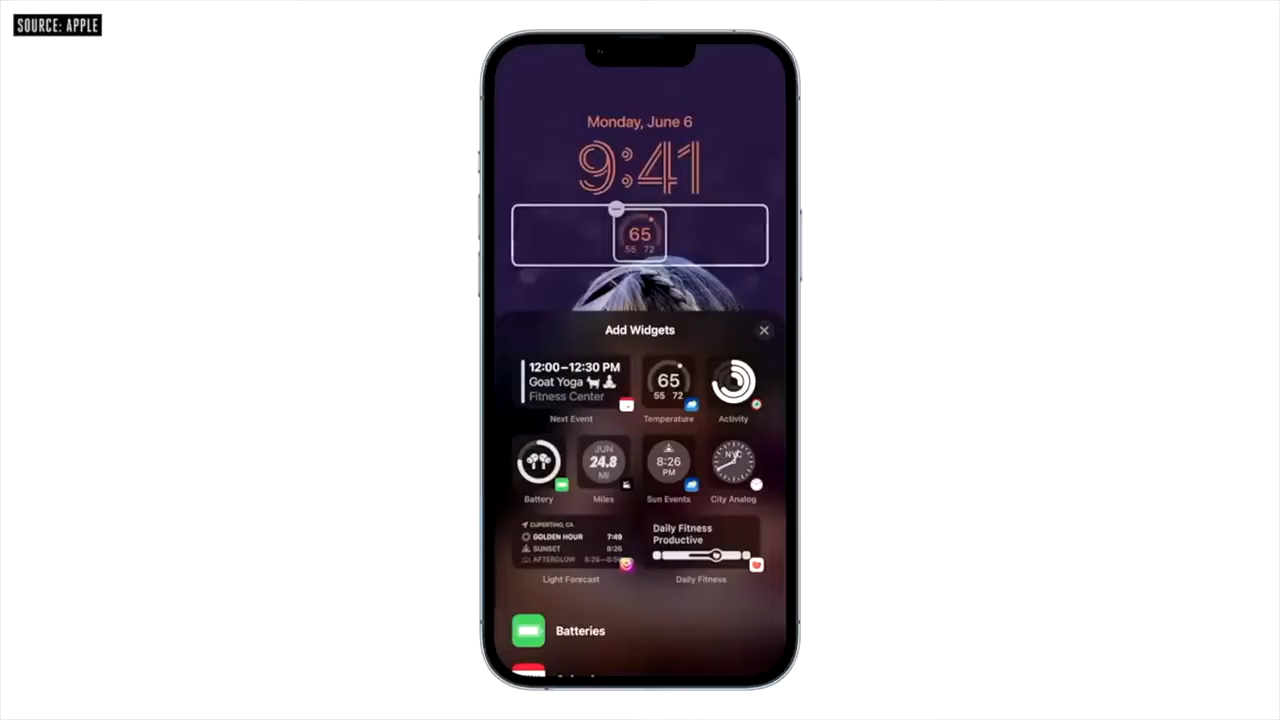 SOURCE: APPLE
Monday, June 6
9:41
65
55 72
Add Widgets
12:00–12:30 PM
Goat Yoga
Fitness Center
Next Event
65
55 72
Temperature
Activity
Battery
JUN
24.8
MI
Miles
8:26
PM
Sun Events
NYC
City Analog
CUPERTINO, CA
GOLDEN HOUR 7:49
SUNSET 8:26
AFTERGLOW
Light Forecast
Daily Fitness
Productive
Daily Fitness
Batteries